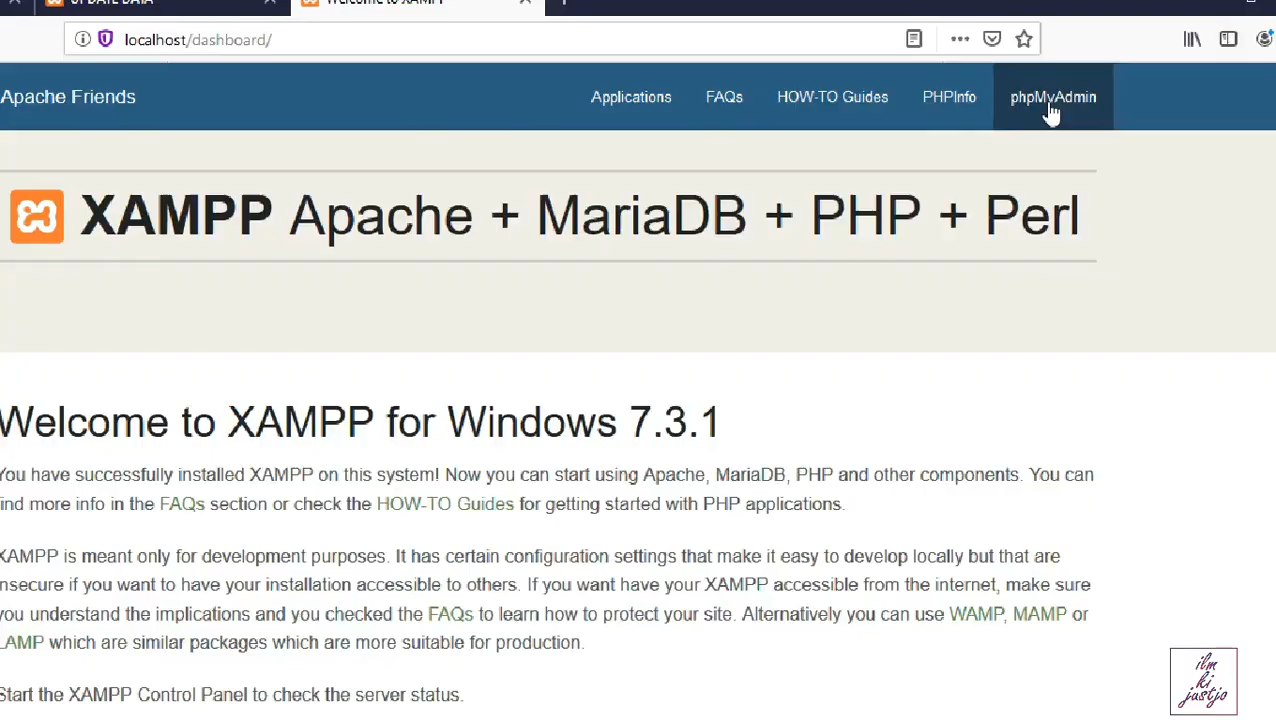 localhost/dashboard/
Apache Friends
Applications
FAQs
HOW-TO Guides
PHPInfo
phpMyAdmin
XAMPP Apache + MariaDB + PHP + Perl
Welcome to XAMPP for Windows 7.3.1
You have successfully installed XAMPP on this system! Now you can start using Apache, MariaDB, PHP and other components. You can
find more info in the FAQs section or check the HOW-TO Guides for getting started with PHP applications.
XAMPP is meant only for development purposes. It has certain configuration settings that make it easy to develop locally but that are
insecure if you want to have your installation accessible to others. If you want have your XAMPP accessible from the internet, make sure
you understand the implications and you checked the FAQs to learn how to protect your site. Alternatively you can use WAMP, MAMP or
LAMP which are similar packages which are more suitable for production.
Start the XAMPP Control Panel to check the server status.
ilm
ki
justjo